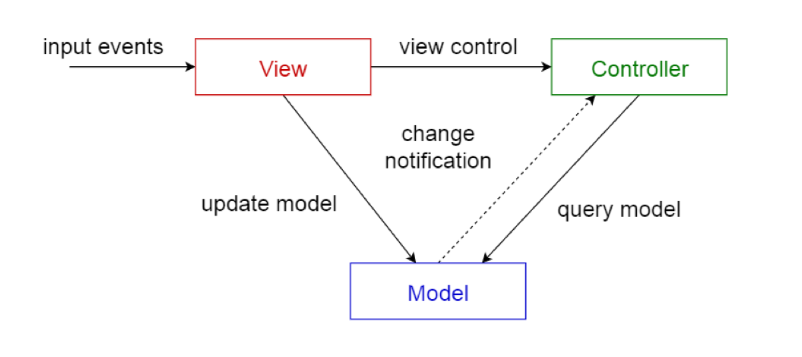 input events
View
view control
Controller
change
notification
update model
query model
Model